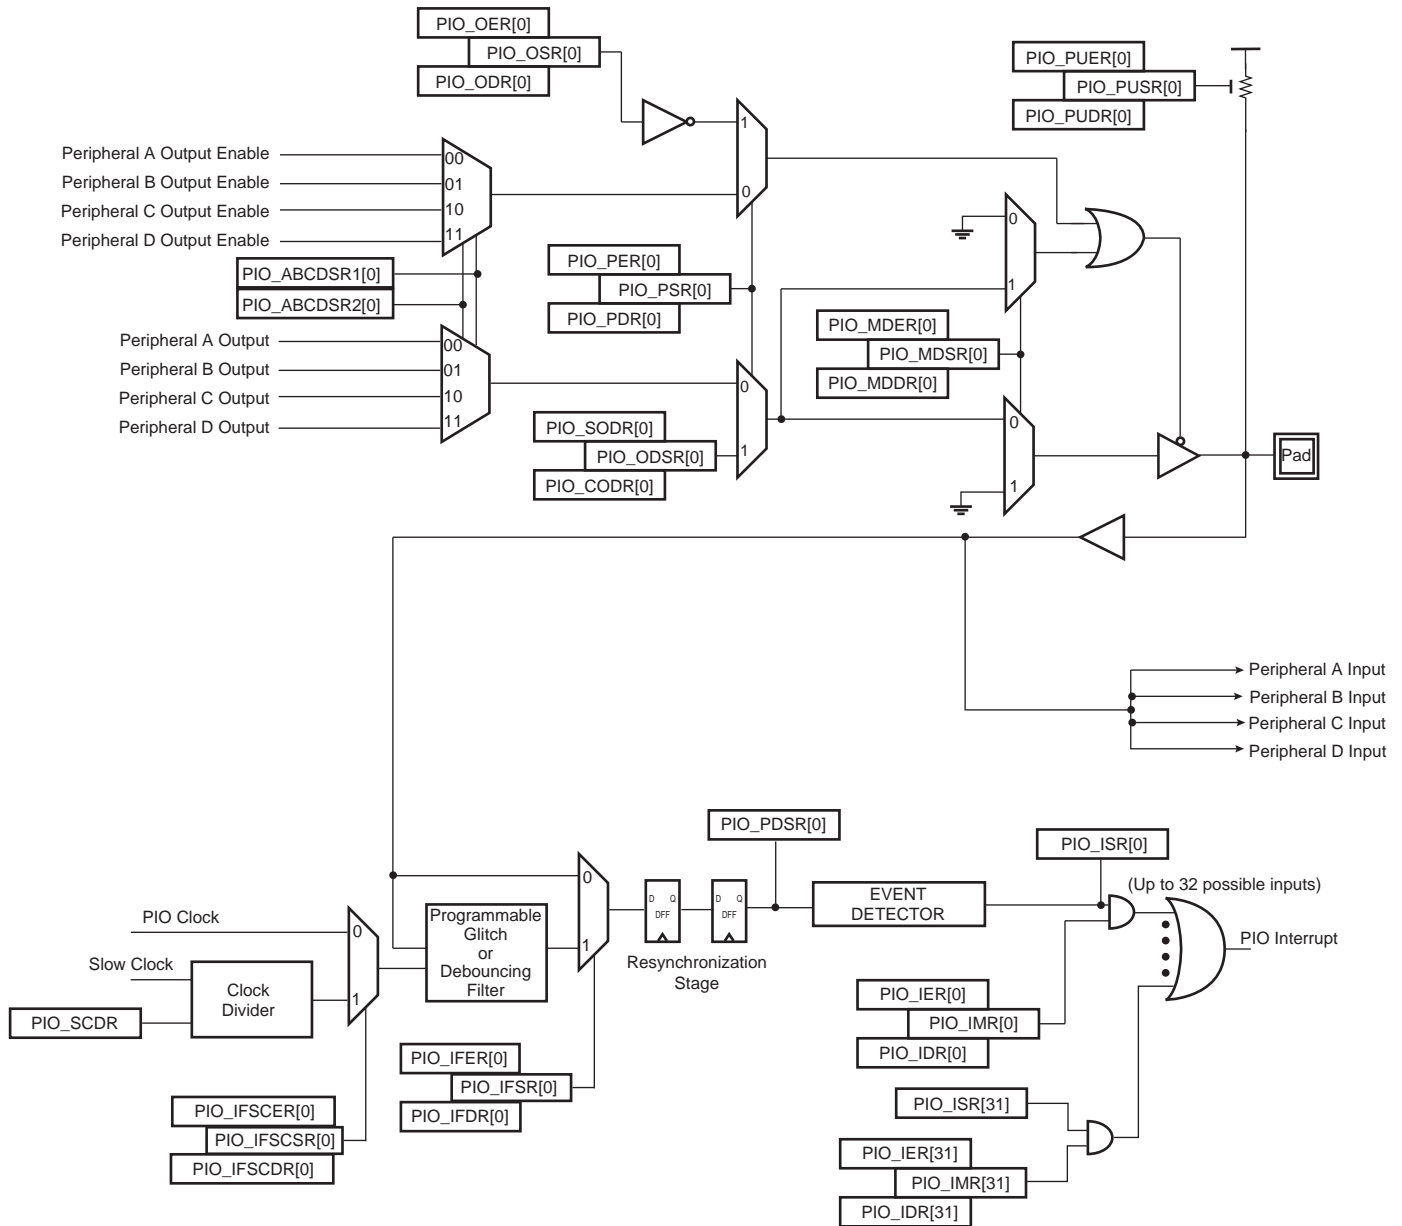 PIO_OER[0]
PIO_OSR[0]
PIO_ODR[0]
PIO_PUER[0]
PIO_PUSR[0]
PIO_PUDR[0]
1
0
Peripheral A Output Enable
Peripheral B Output Enable
Peripheral C Output Enable
Peripheral D Output Enable
00
01
10
11
PIO_ABCDSR1[0]
PIO_ABCDSR2[0]
PIO_PER[0]
PIO_PSR[0]
PIO_PDR[0]
0
1
PIO_MDER[0]
PIO_MDSR[0]
PIO_MDDR[0]
Peripheral A Output
Peripheral B Output
Peripheral C Output
Peripheral D Output
00
01
10
11
0
1
PIO_SODR[0]
PIO_ODSR[0]
PIO_CODR[0]
0
1
Pad
Peripheral A Input
Peripheral B Input
Peripheral C Input
Peripheral D Input
PIO_PDSR[0]
PIO_ISR[0]
(Up to 32 possible inputs)
PIO Interrupt
EVENT
DETECTOR
D Q
DFF
D Q
DFF
Resynchronization
Stage
0
1
Programmable
Glitch
or
Debouncing
Filter
PIO Clock
Slow Clock
0
1
Clock
Divider
PIO_SCDR
PIO_IFER[0]
PIO_IFSR[0]
PIO_IFDR[0]
PIO_IFSCER[0]
PIO_IFSCSR[0]
PIO_IFSCDR[0]
PIO_IER[0]
PIO_IMR[0]
PIO_IDR[0]
PIO_ISR[31]
PIO_IER[31]
PIO_IMR[31]
PIO_IDR[31]